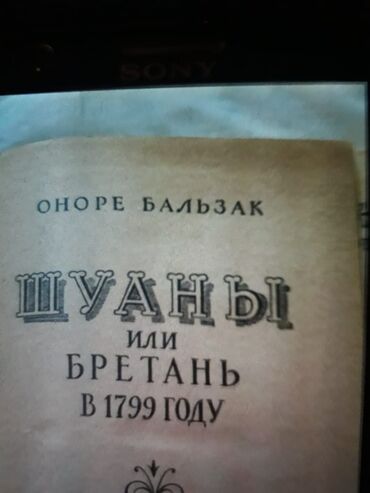 SONY
ОНОРЕ БАЛЬЗАК
ШУАНЫ
ИЛИ
БРЕТАНЬ
В 1799 ГОДУ